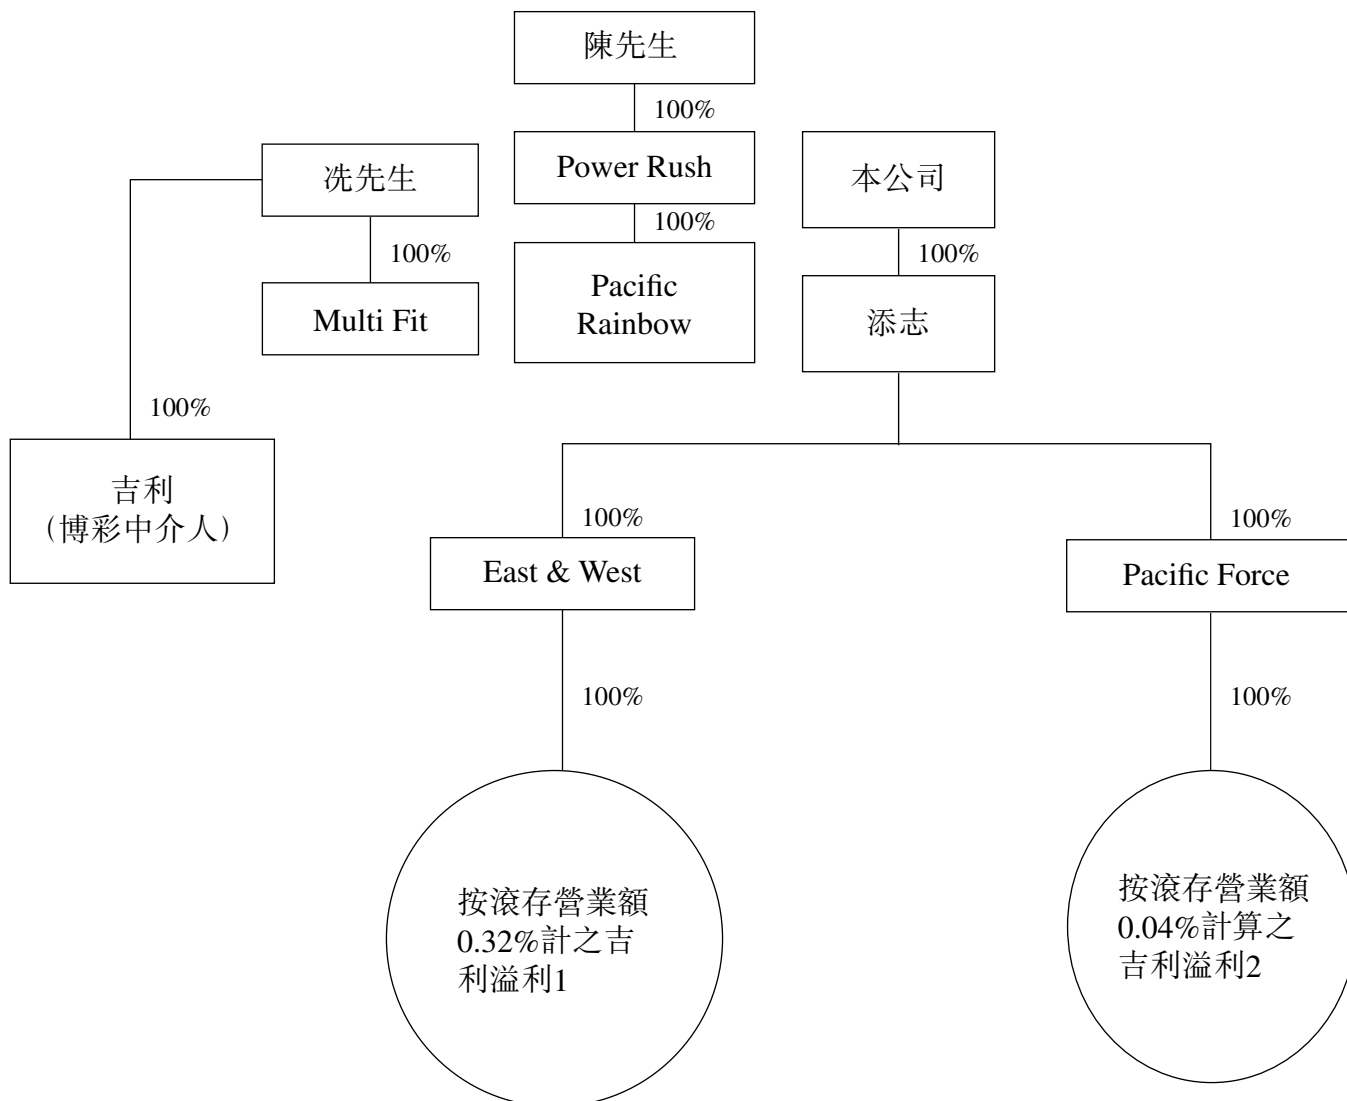 陳先生
100%
冼先生
Power Rush
本公司
100%
100%
100%
Pacific
Rainbow
Multi Fit
添志
100%
吉利
(博彩中介人)
100%
100%
East & West
Pacific Force
100%
100%
按滾存營業額
0.32%計之吉
利溢利1
按滾存營業額
0.04%計算之
吉利溢利2